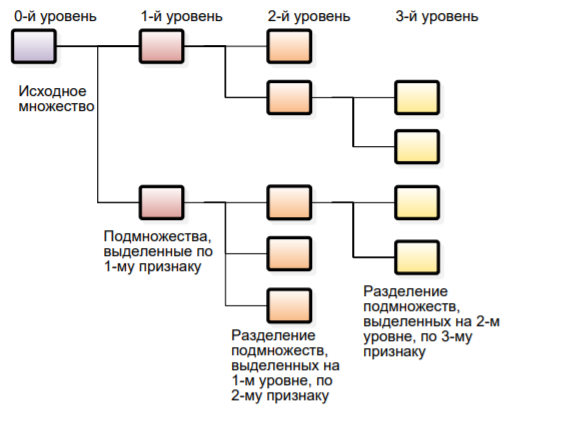 0-й уровень
1-й уровень
2-й уровень
3-й уровень
Исходное
множество
Подмножества,
выделенные по
1-му признаку
Разделение
подмножеств,
выделенных на
1-м уровне, по
2-му признаку
Разделение
подмножеств,
выделенных на 2-м
уровне, по 3-му
признаку